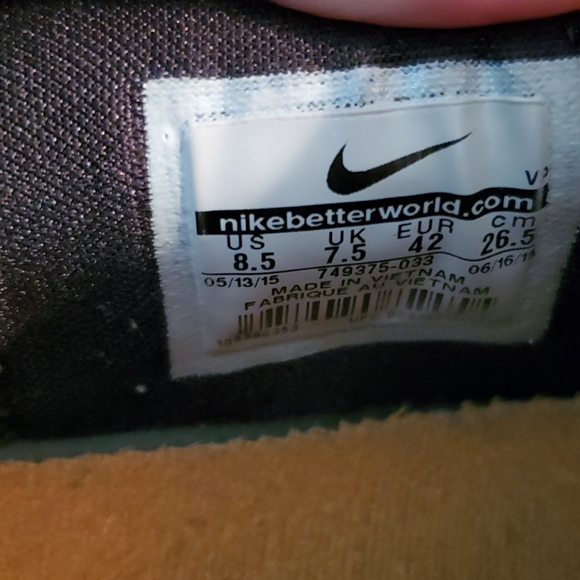 V
nikebetterworld.com
US UK EUR cm
8.5 7.5 42 26.5
05/13/15 749375-033 06/16/15
MADE IN VIETNAM
FABRIQUE AU VIETNAM